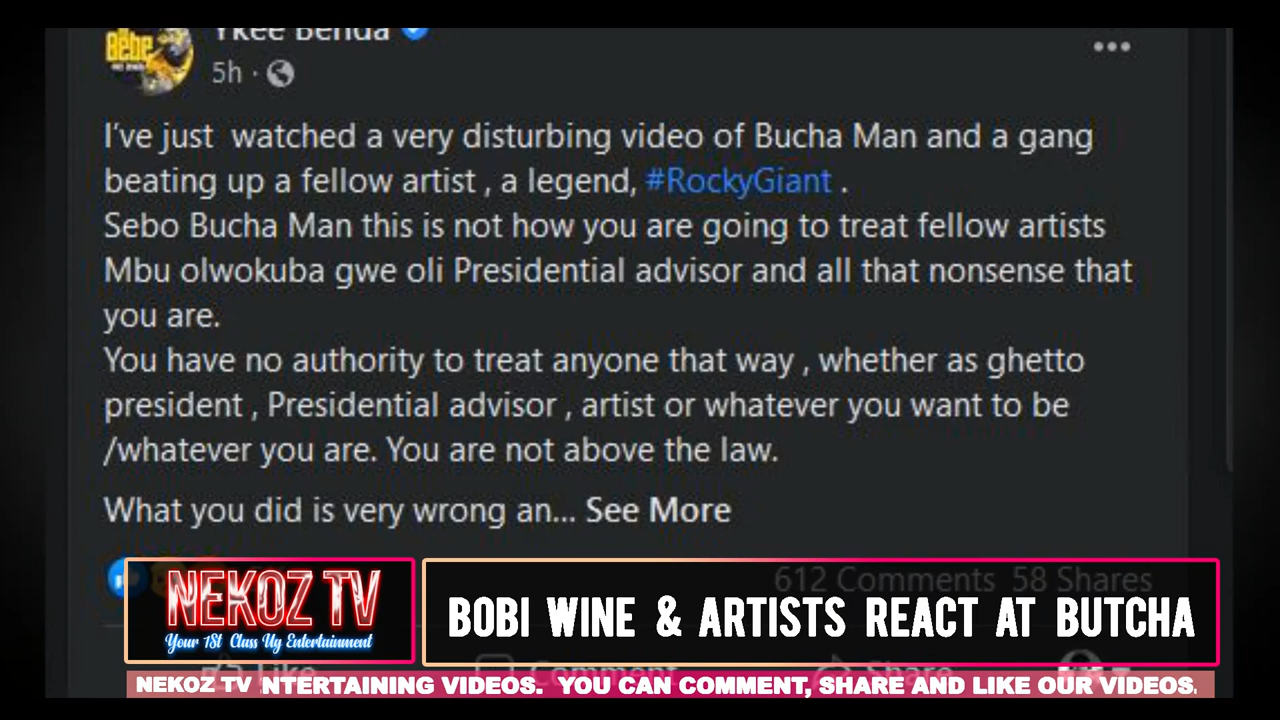 Bebe
Ykee Benda
5h ·
I've just watched a very disturbing video of Bucha Man and a gang
beating up a fellow artist , a legend, #RockyGiant .
Sebo Bucha Man this is not how you are going to treat fellow artists
Mbu olwokuba gwe oli Presidential advisor and all that nonsense that
you are.
You have no authority to treat anyone that way , whether as ghetto
president , Presidential advisor , artist or whatever you want to be
/whatever you are. You are not above the law.
What you did is very wrong an... See More
612 Comments 58 Shares
NEKOZ TV
Your 1St Class Ug Entertainment
BOBI WINE & ARTISTS REACT AT BUTCHA
Like Comment Share
NEKOZ TV NTERTAINING VIDEOS. YOU CAN COMMENT, SHARE AND LIKE OUR VIDEOS.